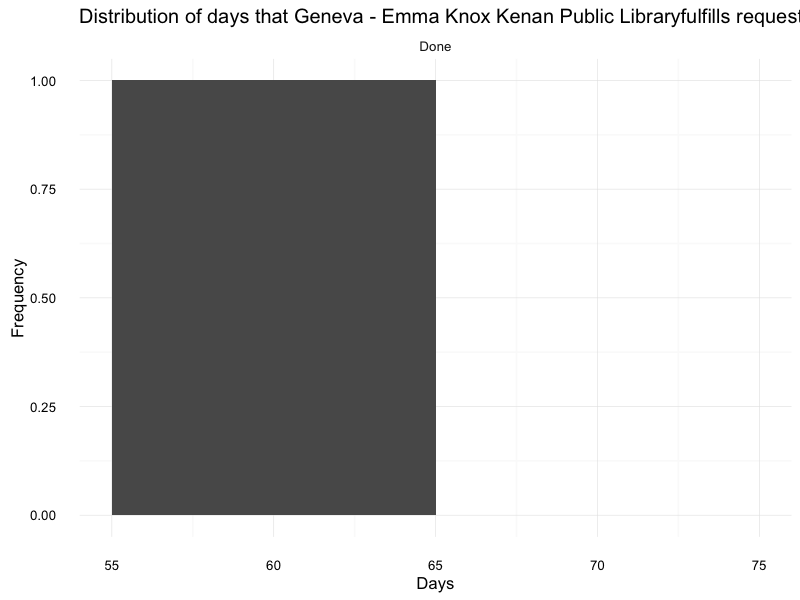 Distribution of days that Geneva - Emma Knox Kenan Public Libraryfulfills request
Done
1.00
0.75
0.50
0.25
0.00
Frequency
55 60 65 70 75
Days